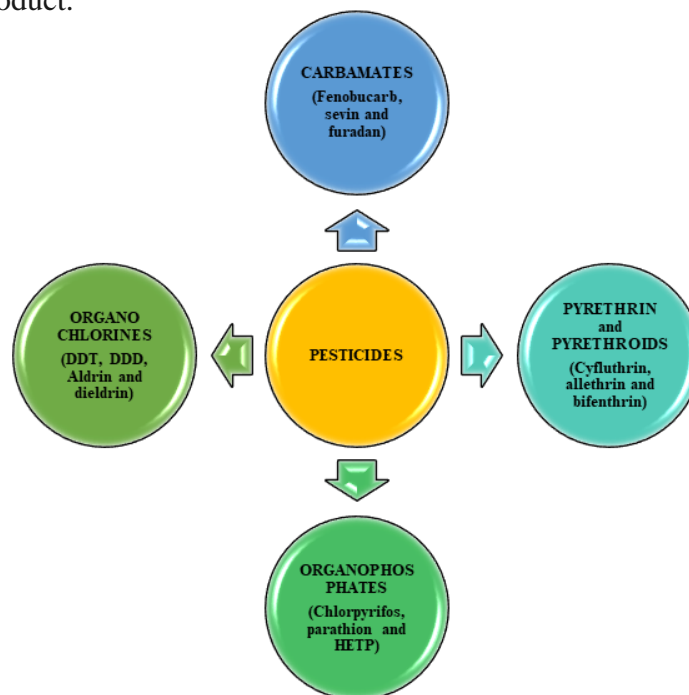 oduct.
CARBAMATES
(Fenobucarb,
sevin and
furadan)
ORGANO
CHLORINES
(DDT, DDD,
Aldrin and
dieldrin)
PESTICIDES
PYRETHRIN
and
PYRETHROIDS
(Cyfluthrin,
allethrin and
bifenthrin)
ORGANOPHOS
PHATES
(Chlorpyrifos,
parathion and
HETP)